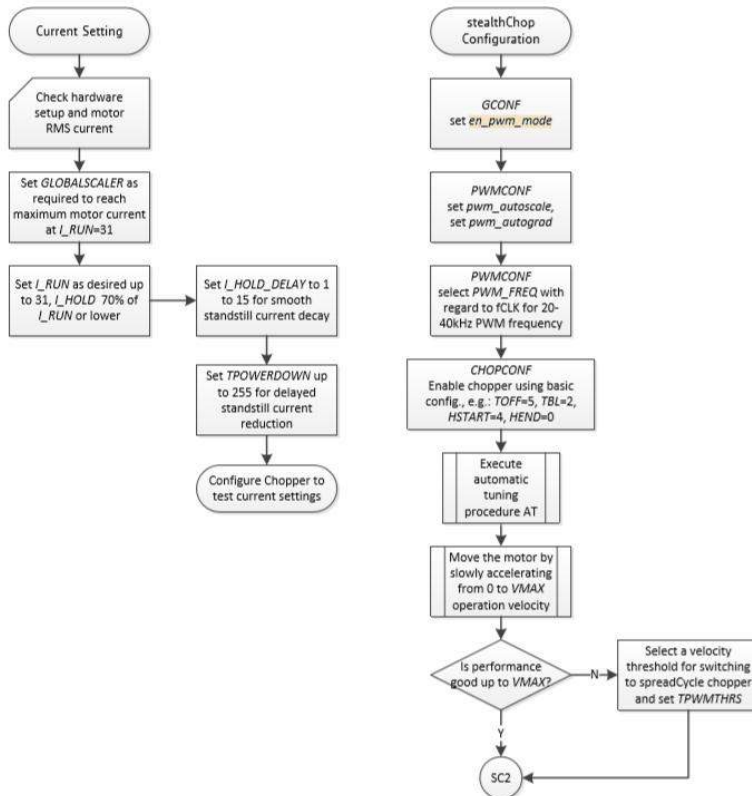 Current Setting
Check hardware
setup and motor
RMS current
Set GLOBALSCALER as
required to reach
maximum motor current
at I_RUN=31
Set I_RUN as desired up
to 31, I_HOLD 70% of
I_RUN or lower
Set I_HOLD_DELAY to 1
to 15 for smooth
standstill current decay
Set TPOWERDOWN up
to 255 for delayed
standstill current
reduction
Configure Chopper to
test current settings
stealthChop
Configuration
GCONF
set en_pwm_mode
PWMCONF
set pwm_autoscale,
set pwm_autograd
PWMCONF
select PWM_FREQ with
regard to fCLK for 20-
40kHz PWM frequency
CHOPCONF
Enable chopper using basic
config., e.g.: TOFF=5, TBL=2,
HSTART=4, HEND=0
Execute
automatic
tuning
procedure AT
Move the motor by
slowly accelerating
from 0 to VMAX
operation velocity
Is performance
good up to VMAX?
N
Select a velocity
threshold for switching
to spreadCycle chopper
and set TPWMTHRS
Y
SC2